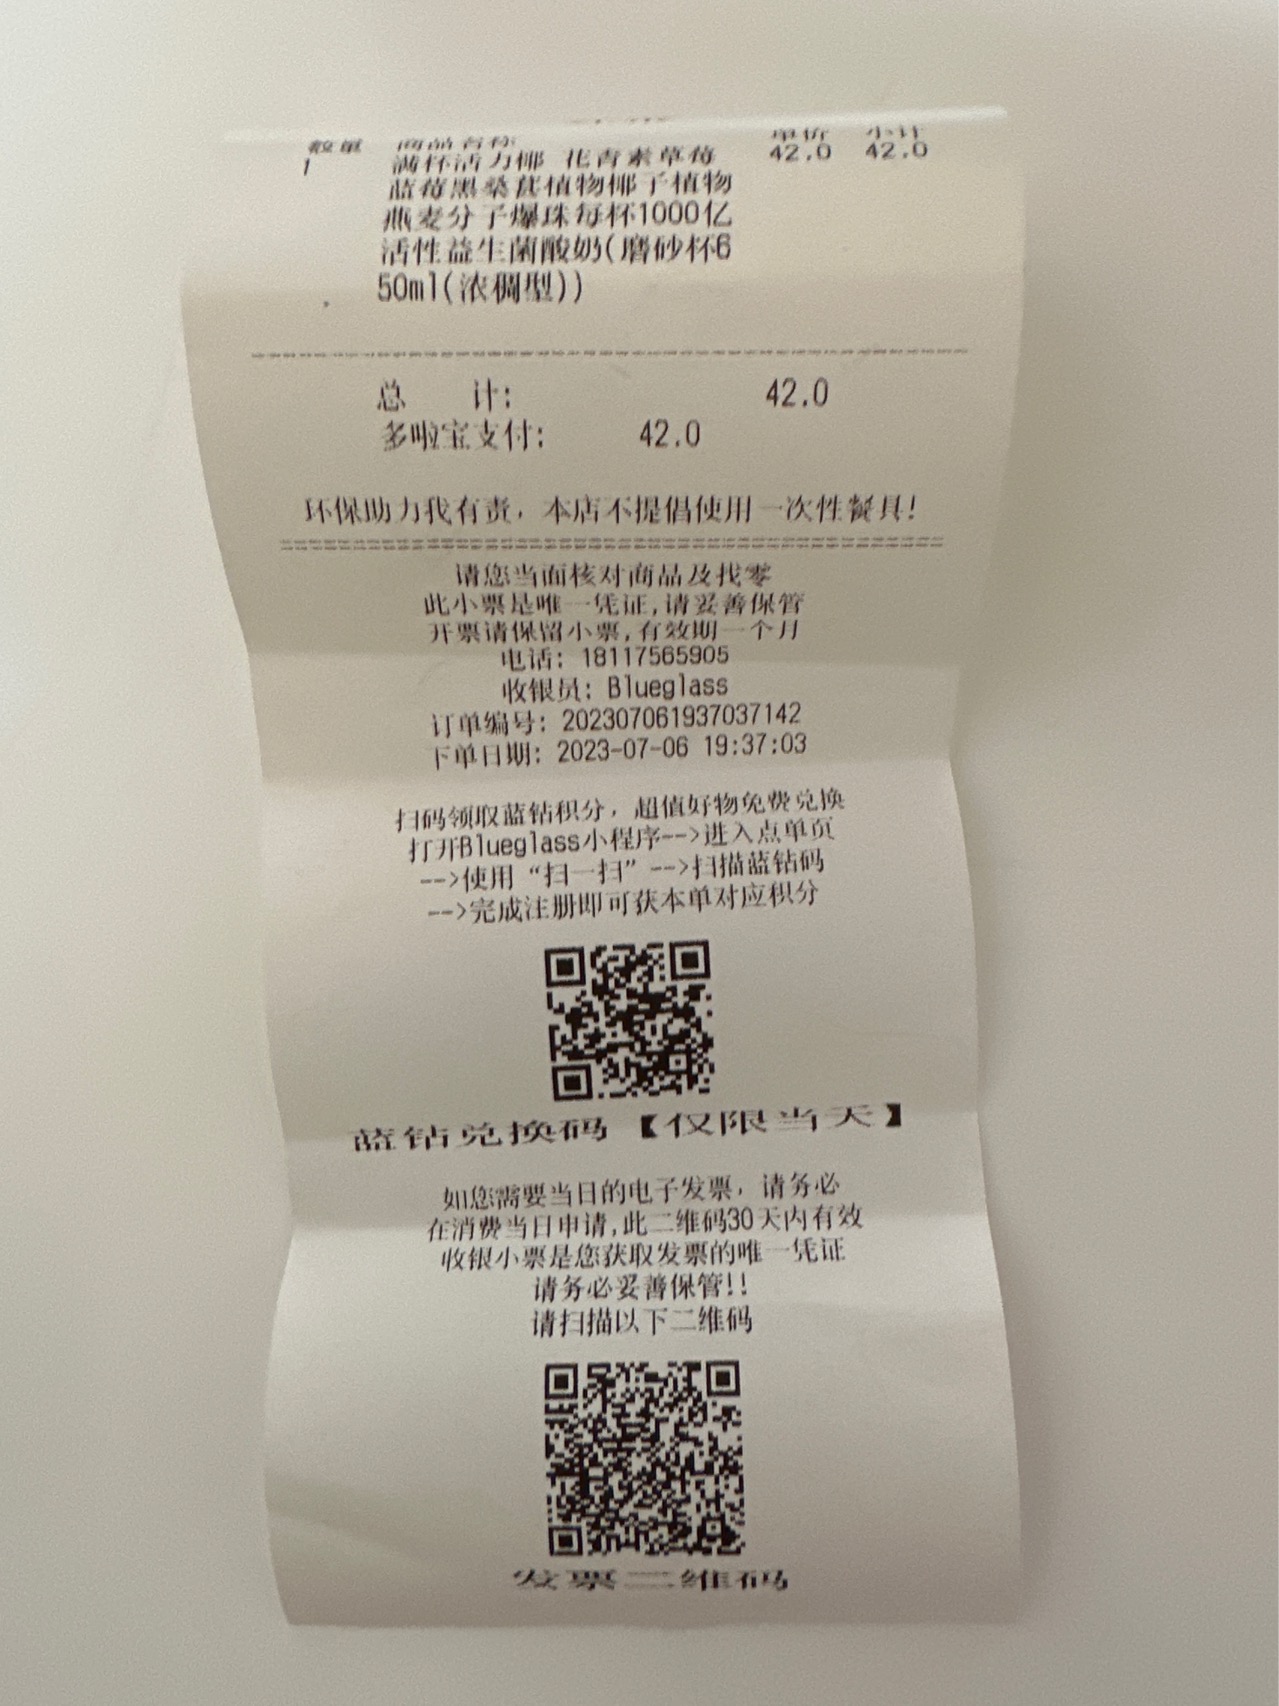 数量 商品名称 单价 小计
1 满杯活力椰 花青素草莓 42.0 42.0
蓝莓黑桑葚植物椰子植物
燕麦分子爆珠每杯1000亿
活性益生菌酸奶(磨砂杯6
50ml(浓稠型))
总 计: 42.0
多啦宝支付: 42.0
环保助力我有责，本店不提倡使用一次性餐具!
请您当面核对商品及找零
此小票是唯一凭证,请妥善保管
开票请保留小票,有效期一个月
电话: 18117565905
收银员: Blueglass
订单编号: 202307061937037142
下单日期: 2023-07-06 19:37:03
扫码领取蓝钻积分，超值好物免费兑换
打开Blueglass小程序-->进入点单页
-->使用“扫一扫”-->扫描蓝钻码
-->完成注册即可获本单对应积分
蓝钻兑换码【仅限当天】
如您需要当日的电子发票，请务必
在消费当日申请,此二维码30天内有效
收银小票是您获取发票的唯一凭证
请务必妥善保管!!
请扫描以下二维码
发票二维码